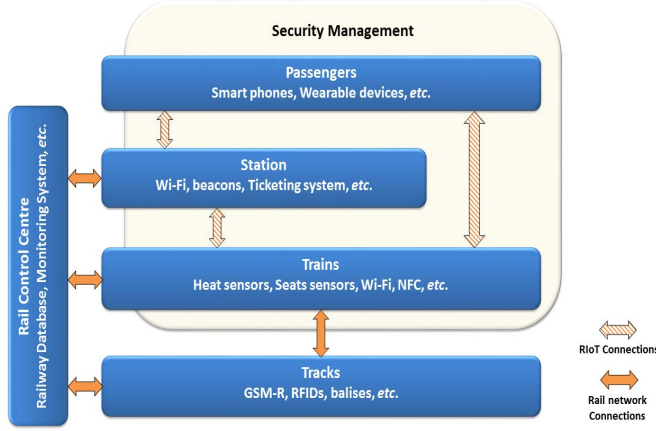 Security Management
Passengers
Smart phones, Wearable devices, etc.
Station
Wi-Fi, beacons, Ticketing system, etc.
Trains
Heat sensors, Seats sensors, Wi-Fi, NFC, etc.
Tracks
GSM-R, RFIDs, balises, etc.
Rail Control Centre
Railway Database, Monitoring System, etc.
RIoT Connections
Rail network
Connections